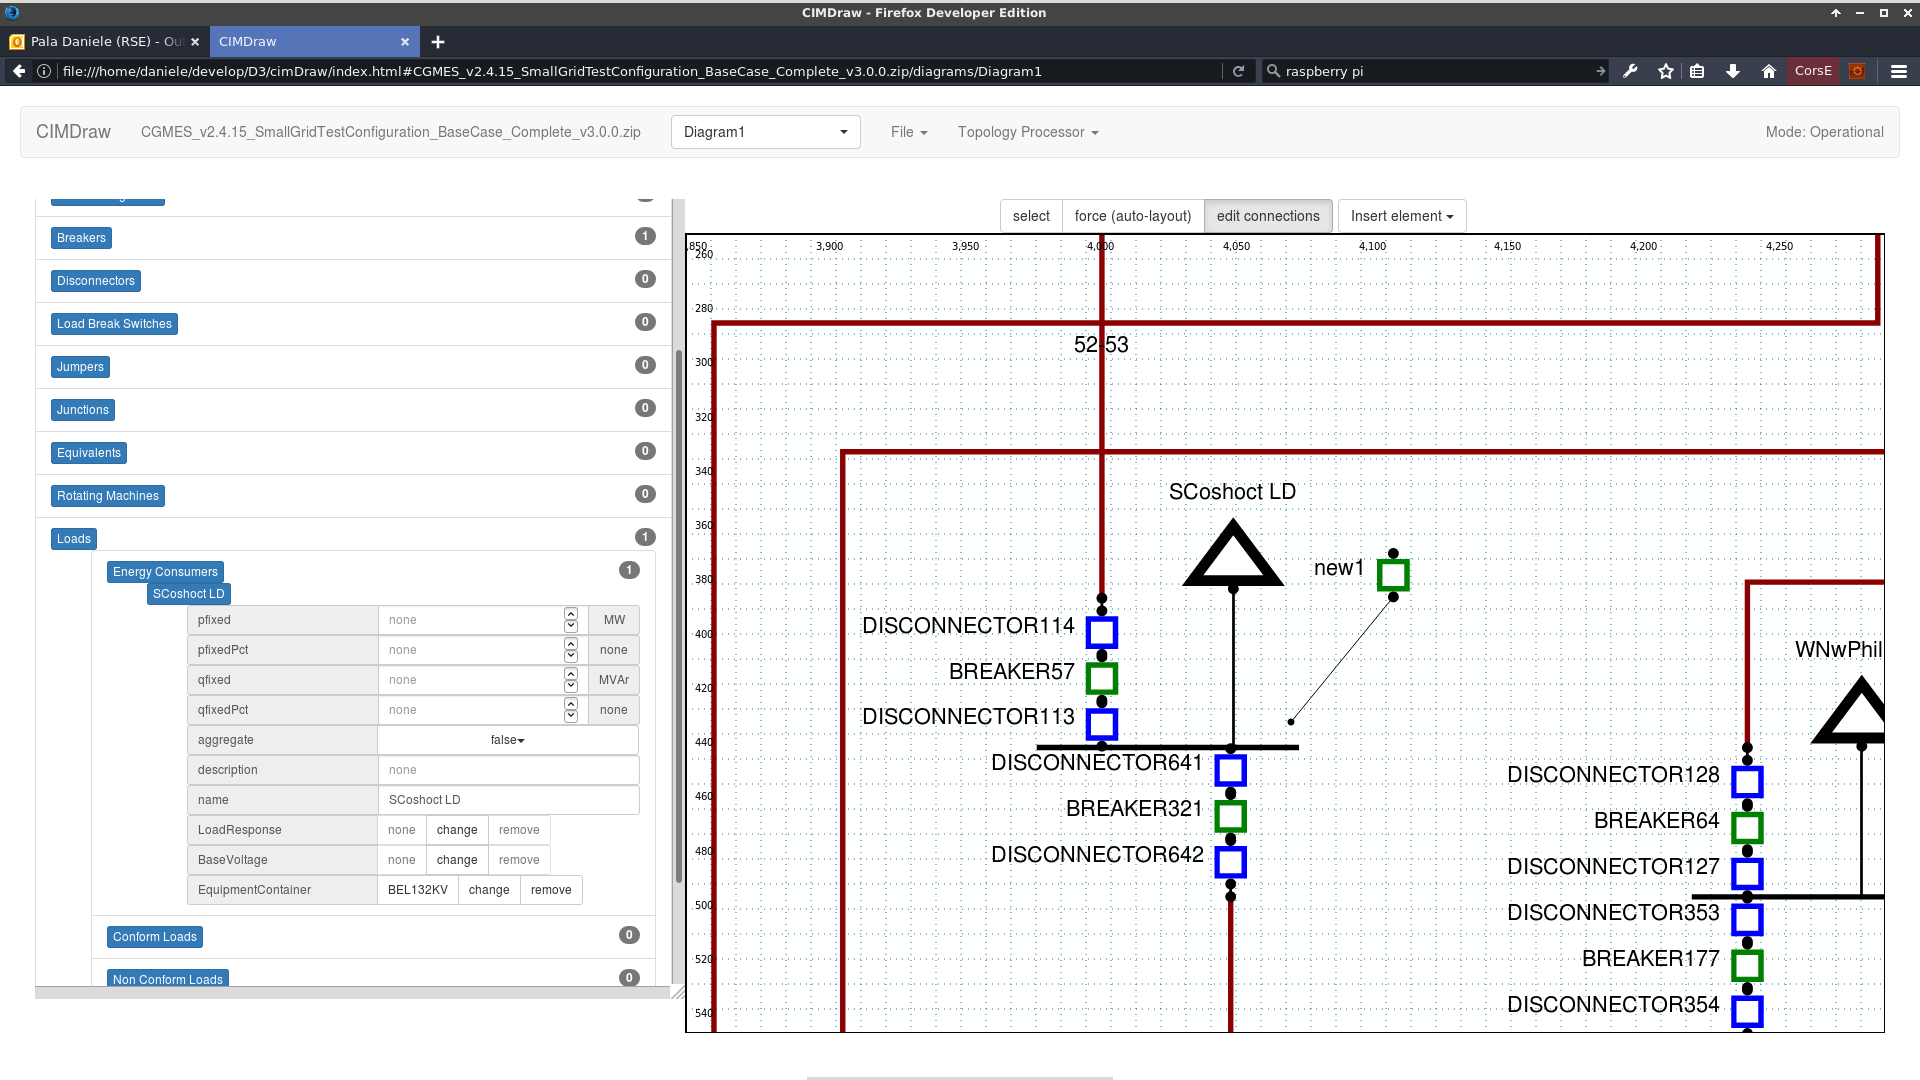 CIMDraw - Firefox Developer Edition
Pala Daniele (RSE) - Ou
CIMDraw
file:///home/daniele/develop/D3/cimDraw/index.html#CGMES_v2.4.15_SmallGridTestConfiguration_BaseCase_Complete_v3.0.0.zip/diagrams/Diagram1
raspberry pi
CorsE
CIMDraw
CGMES_v2.4.15_SmallGridTestConfiguration_BaseCase_Complete_v3.0.0.zip
Diagram1
File
Topology Processor
Mode: Operational
Breakers 1
Disconnectors 0
Load Break Switches 0
Jumpers 0
Junctions 0
Equivalents 0
Rotating Machines 0
Loads 1
Energy Consumers 1
SCoshoct LD
pfixed none MW
pfixedPct none none
qfixed none MVAr
qfixedPct none none
aggregate false
description none
name SCoshoct LD
LoadResponse none change remove
BaseVoltage none change remove
EquipmentContainer BEL132KV change remove
Conform Loads 0
Non Conform Loads 0
select
force (auto-layout)
edit connections
Insert element
850 3,900 3,950 4,000 4,050 4,100 4,150 4,200 4,250
260
280
300
320
340
360
380
400
420
440
460
480
500
520
540
52-53
SCoshoct LD
new1
DISCONNECTOR114
BREAKER57
DISCONNECTOR113
DISCONNECTOR641
BREAKER321
DISCONNECTOR642
WNwPhil
DISCONNECTOR128
BREAKER64
DISCONNECTOR127
DISCONNECTOR353
BREAKER177
DISCONNECTOR354